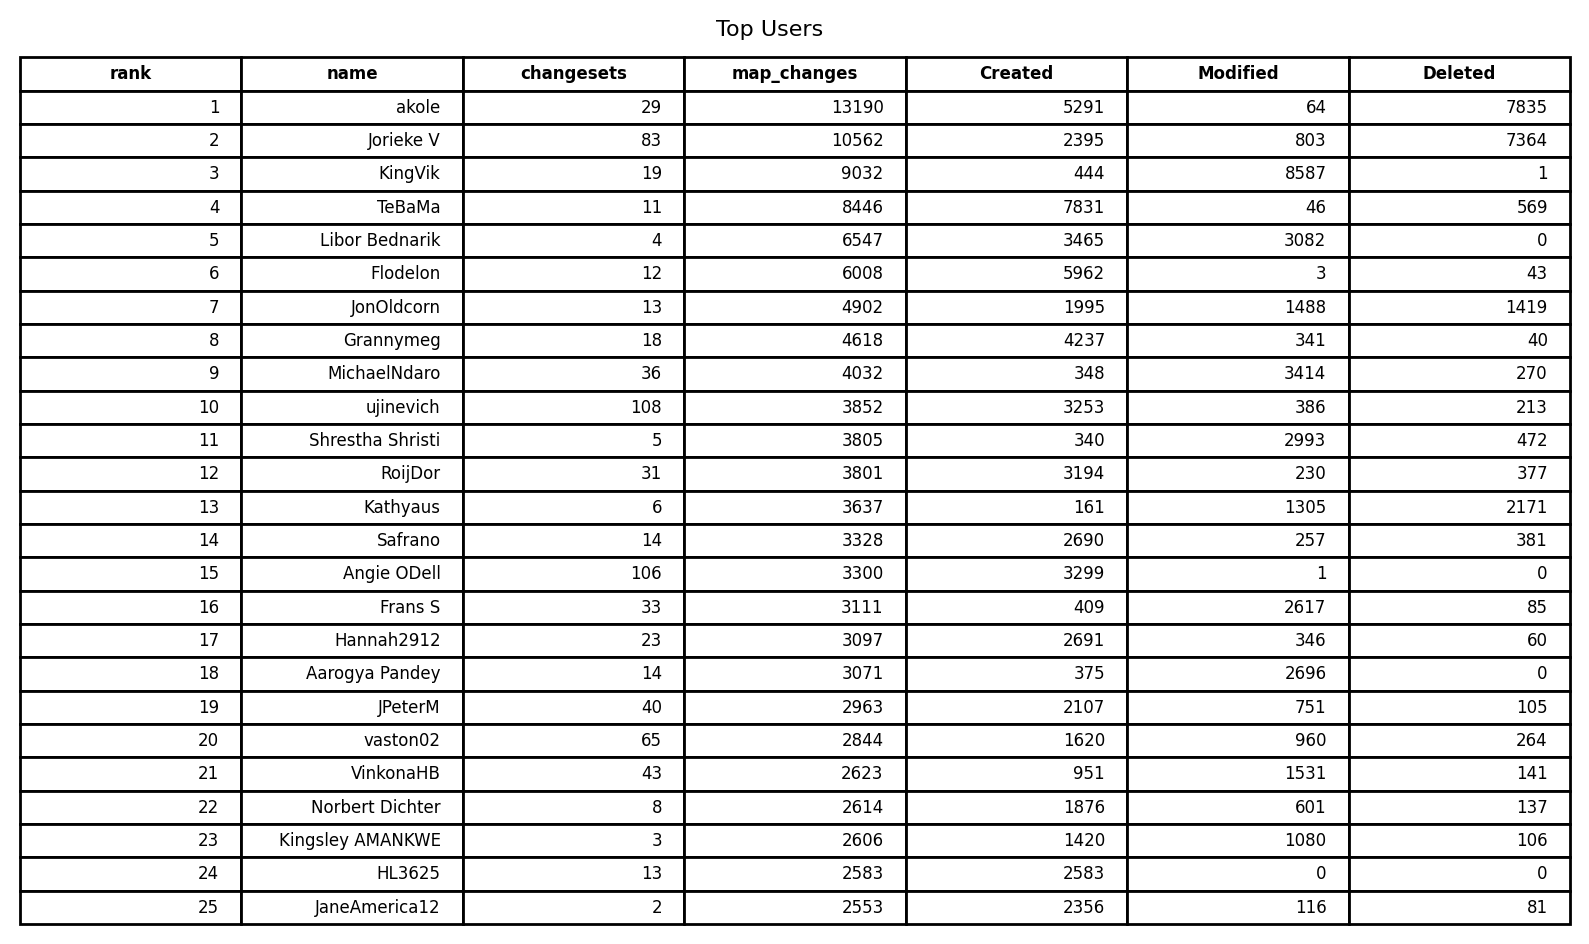 Top Users
rank name changesets map_changes Created Modified Deleted
1 akole 29 13190 5291 64 7835
2 Jorieke V 83 10562 2395 803 7364
3 KingVik 19 9032 444 8587 1
4 TeBaMa 11 8446 7831 46 569
5 Libor Bednarik 4 6547 3465 3082 0
6 Flodelon 12 6008 5962 3 43
7 JonOldcorn 13 4902 1995 1488 1419
8 Grannymeg 18 4618 4237 341 40
9 MichaelNdaro 36 4032 348 3414 270
10 ujinevich 108 3852 3253 386 213
11 Shrestha Shristi 5 3805 340 2993 472
12 RoijDor 31 3801 3194 230 377
13 Kathyaus 6 3637 161 1305 2171
14 Safrano 14 3328 2690 257 381
15 Angie ODell 106 3300 3299 1 0
16 Frans S 33 3111 409 2617 85
17 Hannah2912 23 3097 2691 346 60
18 Aarogya Pandey 14 3071 375 2696 0
19 JPeterM 40 2963 2107 751 105
20 vaston02 65 2844 1620 960 264
21 VinkonaHB 43 2623 951 1531 141
22 Norbert Dichter 8 2614 1876 601 137
23 Kingsley AMANKWE 3 2606 1420 1080 106
24 HL3625 13 2583 2583 0 0
25 JaneAmerica12 2 2553 2356 116 81